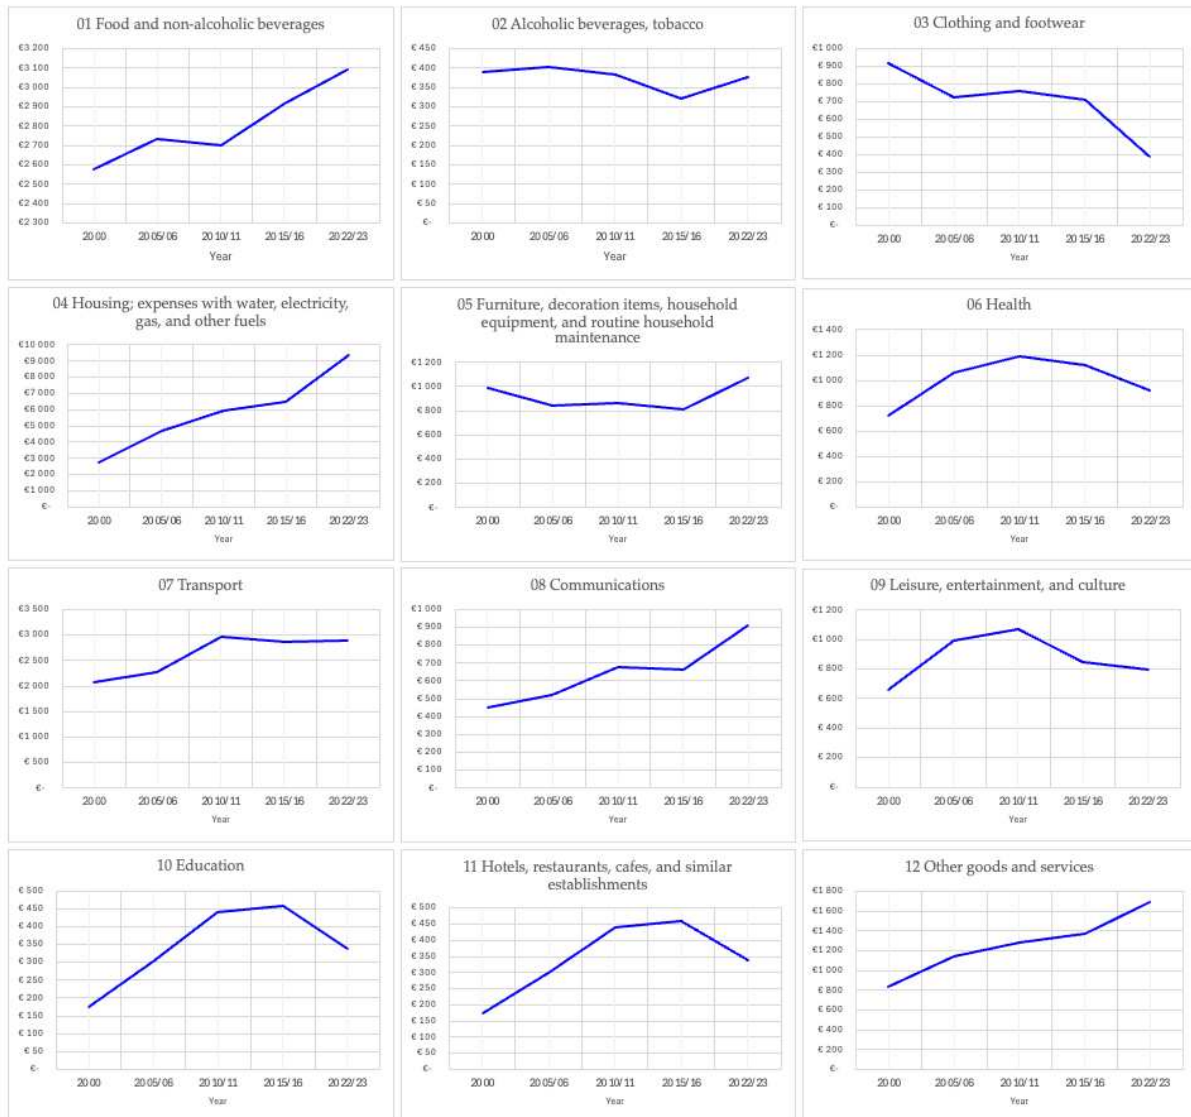 01 Food and non-alcoholic beverages
€3 200
€3 100
€3 000
€2 900
€2 800
€2 700
€2 600
€2 500
€2 400
€2 300
2000 2005/06 2010/11 2015/16 2022/23
Year
02 Alcoholic beverages, tobacco
€ 450
€ 400
€ 350
€ 300
€ 250
€ 200
€ 150
€ 100
€ 50
€-
2000 2005/06 2010/11 2015/16 2022/23
Year
03 Clothing and footwear
€1 000
€ 900
€ 800
€ 700
€ 600
€ 500
€ 400
€ 300
€ 200
€ 100
€-
2000 2005/06 2010/11 2015/16 2022/23
Year
04 Housing; expenses with water, electricity,
gas, and other fuels
€10 000
€9 000
€8 000
€7 000
€6 000
€5 000
€4 000
€3 000
€2 000
€1 000
€-
2000 2005/06 2010/11 2015/16 2022/23
Year
05 Furniture, decoration items, household
equipment, and routine household
maintenance
€1 200
€1 000
€ 800
€ 600
€ 400
€ 200
€-
2000 2005/06 2010/11 2015/16 2022/23
Year
06 Health
€1 400
€1 200
€1 000
€ 800
€ 600
€ 400
€ 200
€-
2000 2005/06 2010/11 2015/16 2022/23
Year
07 Transport
€3 500
€3 000
€2 500
€2 000
€1 500
€1 000
€ 500
€-
2000 2005/06 2010/11 2015/16 2022/23
Year
08 Communications
€1 000
€ 900
€ 800
€ 700
€ 600
€ 500
€ 400
€ 300
€ 200
€ 100
€-
2000 2005/06 2010/11 2015/16 2022/23
Year
09 Leisure, entertainment, and culture
€1 200
€1 000
€ 800
€ 600
€ 400
€ 200
€-
2000 2005/06 2010/11 2015/16 2022/23
Year
10 Education
€ 500
€ 450
€ 400
€ 350
€ 300
€ 250
€ 200
€ 150
€ 100
€ 50
€-
2000 2005/06 2010/11 2015/16 2022/23
Year
11 Hotels, restaurants, cafes, and similar
establishments
€ 500
€ 450
€ 400
€ 350
€ 300
€ 250
€ 200
€ 150
€ 100
€ 50
€-
2000 2005/06 2010/11 2015/16 2022/23
Year
12 Other goods and services
€1 800
€1 600
€1 400
€1 200
€1 000
€ 800
€ 600
€ 400
€ 200
€-
2000 2005/06 2010/11 2015/16 2022/23
Year